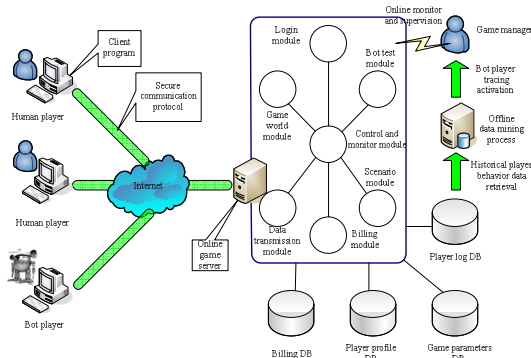 Client
program
Human player
Secure
communication
protocol
Human player
Internet
Bot player
Online
game
server
Login
module
Bot test
module
Game
world
module
Control and
monitor module
Scenario
module
Data
transmission
module
Billing
module
Online monitor
and supervision
Game manager
Bot player
tracing
activation
Offline
data mining
process
Historical player
behavior data
retrieval
Player log DB
Billing DB
Player profile
DB
Game parameters
DB